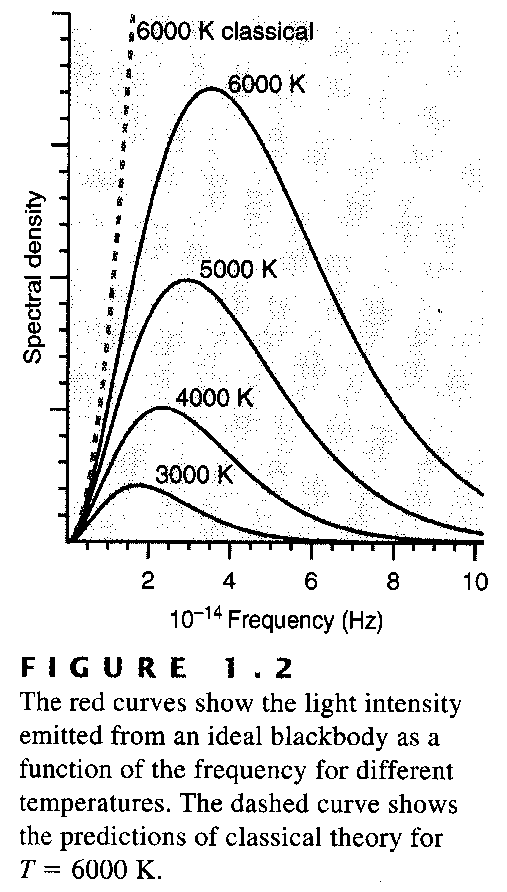 6000 K classical
6000 K
5000 K
4000 K
3000 K
Spectral density
2 4 6 8 10
10⁻¹⁴ Frequency (Hz)
FIGURE 1.2
The red curves show the light intensity
emitted from an ideal blackbody as a
function of the frequency for different
temperatures. The dashed curve shows
the predictions of classical theory for
T = 6000 K.